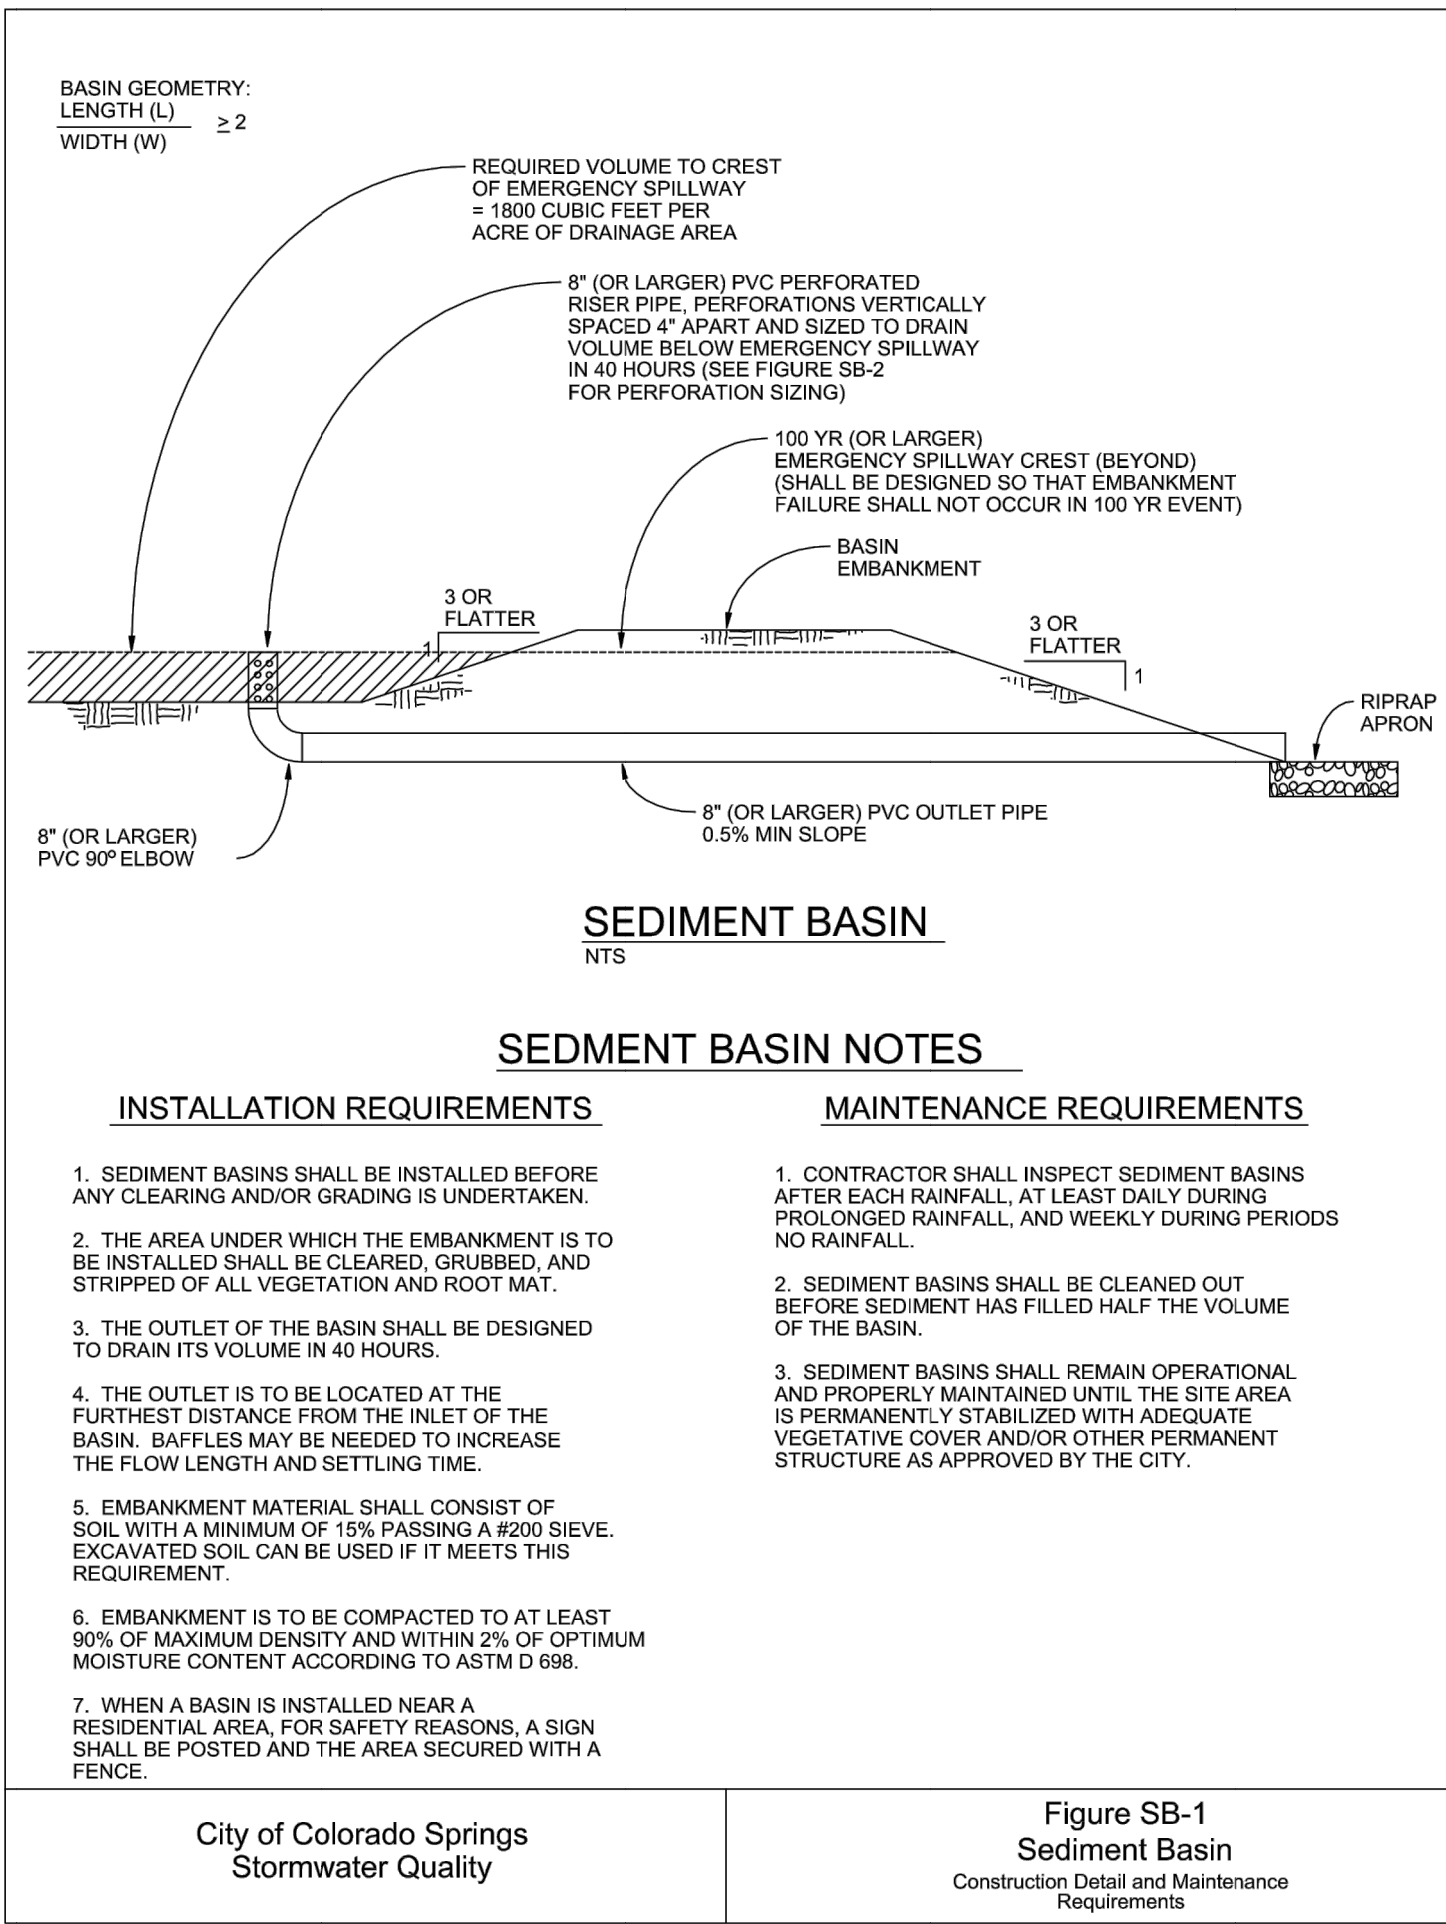 BASIN GEOMETRY:
LENGTH (L)
WIDTH (W)
≥ 2
REQUIRED VOLUME TO CREST
OF EMERGENCY SPILLWAY
= 1800 CUBIC FEET PER
ACRE OF DRAINAGE AREA
8" (OR LARGER) PVC PERFORATED
RISER PIPE, PERFORATIONS VERTICALLY
SPACED 4" APART AND SIZED TO DRAIN
VOLUME BELOW EMERGENCY SPILLWAY
IN 40 HOURS (SEE FIGURE SB-2
FOR PERFORATION SIZING)
100 YR (OR LARGER)
EMERGENCY SPILLWAY CREST (BEYOND)
(SHALL BE DESIGNED SO THAT EMBANKMENT
FAILURE SHALL NOT OCCUR IN 100 YR EVENT)
BASIN
EMBANKMENT
3 OR
FLATTER
1
3 OR
FLATTER
1
RIPRAP
APRON
8" (OR LARGER) PVC OUTLET PIPE
0.5% MIN SLOPE
8" (OR LARGER)
PVC 90º ELBOW
SEDIMENT BASIN
NTS
SEDMENT BASIN NOTES
INSTALLATION REQUIREMENTS
1. SEDIMENT BASINS SHALL BE INSTALLED BEFORE
ANY CLEARING AND/OR GRADING IS UNDERTAKEN.
2. THE AREA UNDER WHICH THE EMBANKMENT IS TO
BE INSTALLED SHALL BE CLEARED, GRUBBED, AND
STRIPPED OF ALL VEGETATION AND ROOT MAT.
3. THE OUTLET OF THE BASIN SHALL BE DESIGNED
TO DRAIN ITS VOLUME IN 40 HOURS.
4. THE OUTLET IS TO BE LOCATED AT THE
FURTHEST DISTANCE FROM THE INLET OF THE
BASIN. BAFFLES MAY BE NEEDED TO INCREASE
THE FLOW LENGTH AND SETTLING TIME.
5. EMBANKMENT MATERIAL SHALL CONSIST OF
SOIL WITH A MINIMUM OF 15% PASSING A #200 SIEVE.
EXCAVATED SOIL CAN BE USED IF IT MEETS THIS
REQUIREMENT.
6. EMBANKMENT IS TO BE COMPACTED TO AT LEAST
90% OF MAXIMUM DENSITY AND WITHIN 2% OF OPTIMUM
MOISTURE CONTENT ACCORDING TO ASTM D 698.
7. WHEN A BASIN IS INSTALLED NEAR A
RESIDENTIAL AREA, FOR SAFETY REASONS, A SIGN
SHALL BE POSTED AND THE AREA SECURED WITH A
FENCE.
MAINTENANCE REQUIREMENTS
1. CONTRACTOR SHALL INSPECT SEDIMENT BASINS
AFTER EACH RAINFALL, AT LEAST DAILY DURING
PROLONGED RAINFALL, AND WEEKLY DURING PERIODS
NO RAINFALL.
2. SEDIMENT BASINS SHALL BE CLEANED OUT
BEFORE SEDIMENT HAS FILLED HALF THE VOLUME
OF THE BASIN.
3. SEDIMENT BASINS SHALL REMAIN OPERATIONAL
AND PROPERLY MAINTAINED UNTIL THE SITE AREA
IS PERMANENTLY STABILIZED WITH ADEQUATE
VEGETATIVE COVER AND/OR OTHER PERMANENT
STRUCTURE AS APPROVED BY THE CITY.
City of Colorado Springs
Stormwater Quality
Figure SB-1
Sediment Basin
Construction Detail and Maintenance
Requirements